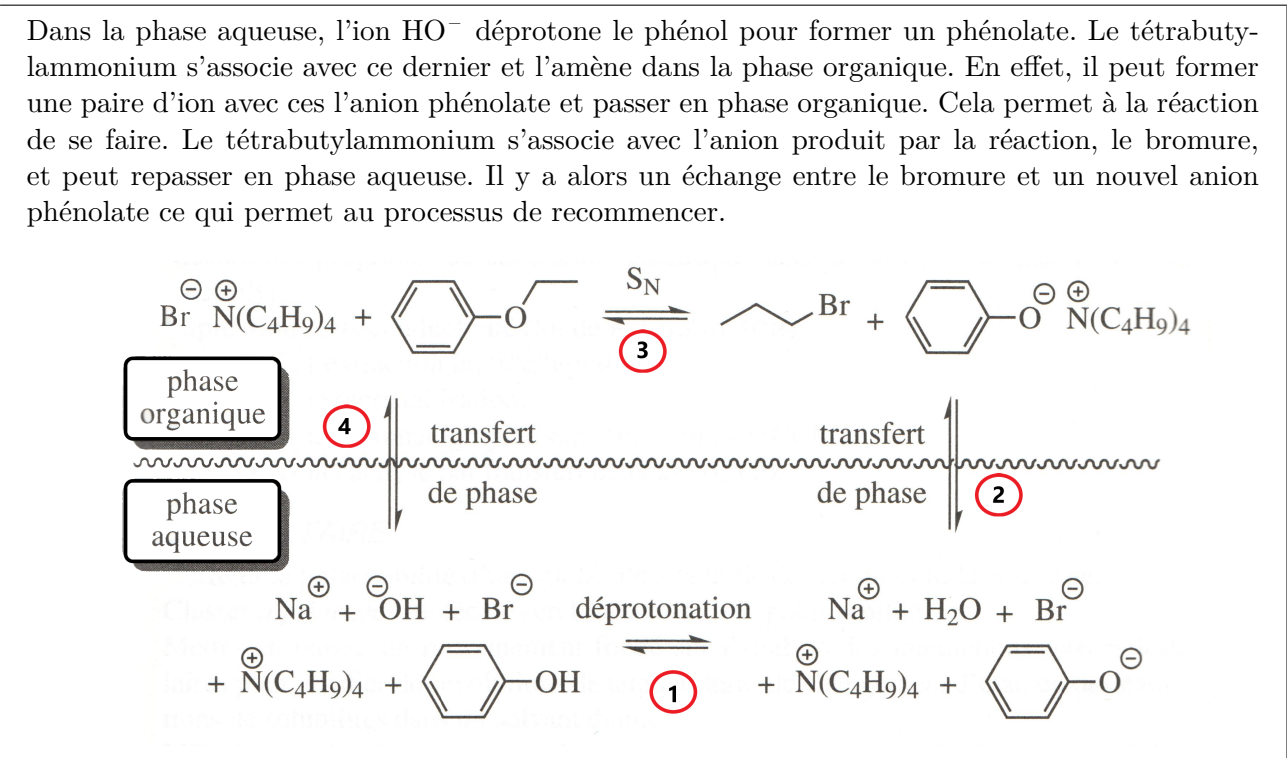 Dans la phase aqueuse, l'ion HO⁻ déprotone le phénol pour former un phénolate. Le tétrabuty-
lammonium s'associe avec ce dernier et l'amène dans la phase organique. En effet, il peut former
une paire d'ion avec ces l'anion phénolate et passer en phase organique. Cela permet à la réaction
de se faire. Le tétrabutylammonium s'associe avec l'anion produit par la réaction, le bromure,
et peut repasser en phase aqueuse. Il y a alors un échange entre le bromure et un nouvel anion
phénolate ce qui permet au processus de recommencer.
Br⊖ N⊕(C₄H₉)₄ + O S_N Br + O⊖ N⊕(C₄H₉)₄
3
phase
organique
4
transfert transfert
de phase de phase
2
phase
aqueuse
Na⊕ + ⊖OH + Br⊖ déprotonation Na⊕ + H₂O + Br⊖
+ N⊕(C₄H₉)₄ + OH 1 + N⊕(C₄H₉)₄ + O⊖